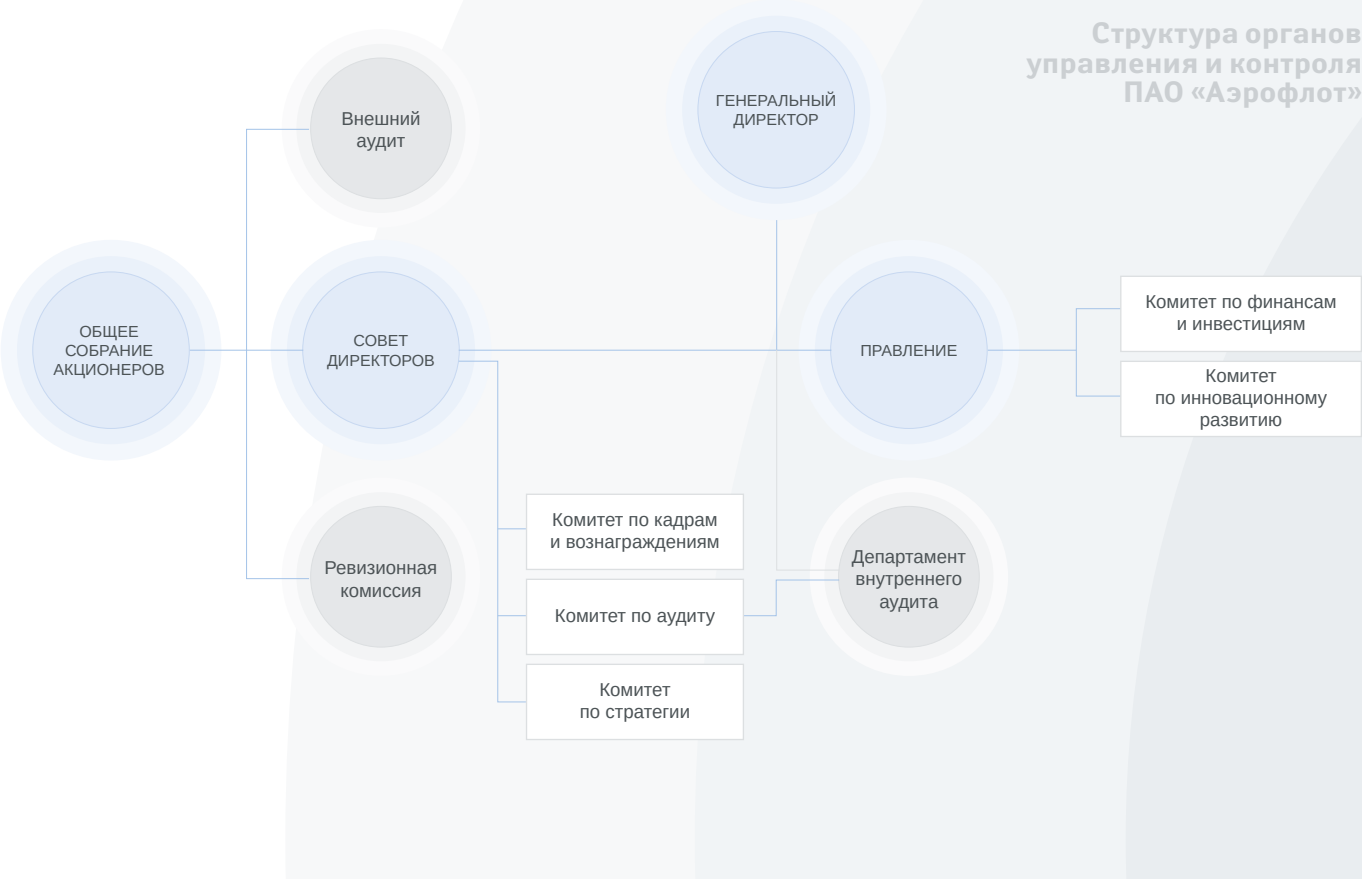 Структура органов
управления и контроля
ПАО «Аэрофлот»
Внешний
аудит
ГЕНЕРАЛЬНЫЙ
ДИРЕКТОР
ОБЩЕЕ
СОБРАНИЕ
АКЦИОНЕРОВ
СОВЕТ
ДИРЕКТОРОВ
ПРАВЛЕНИЕ
Комитет по финансам
и инвестициям
Комитет
по инновационному
развитию
Ревизионная
комиссия
Комитет по кадрам
и вознаграждениям
Комитет по аудиту
Комитет
по стратегии
Департамент
внутреннего
аудита